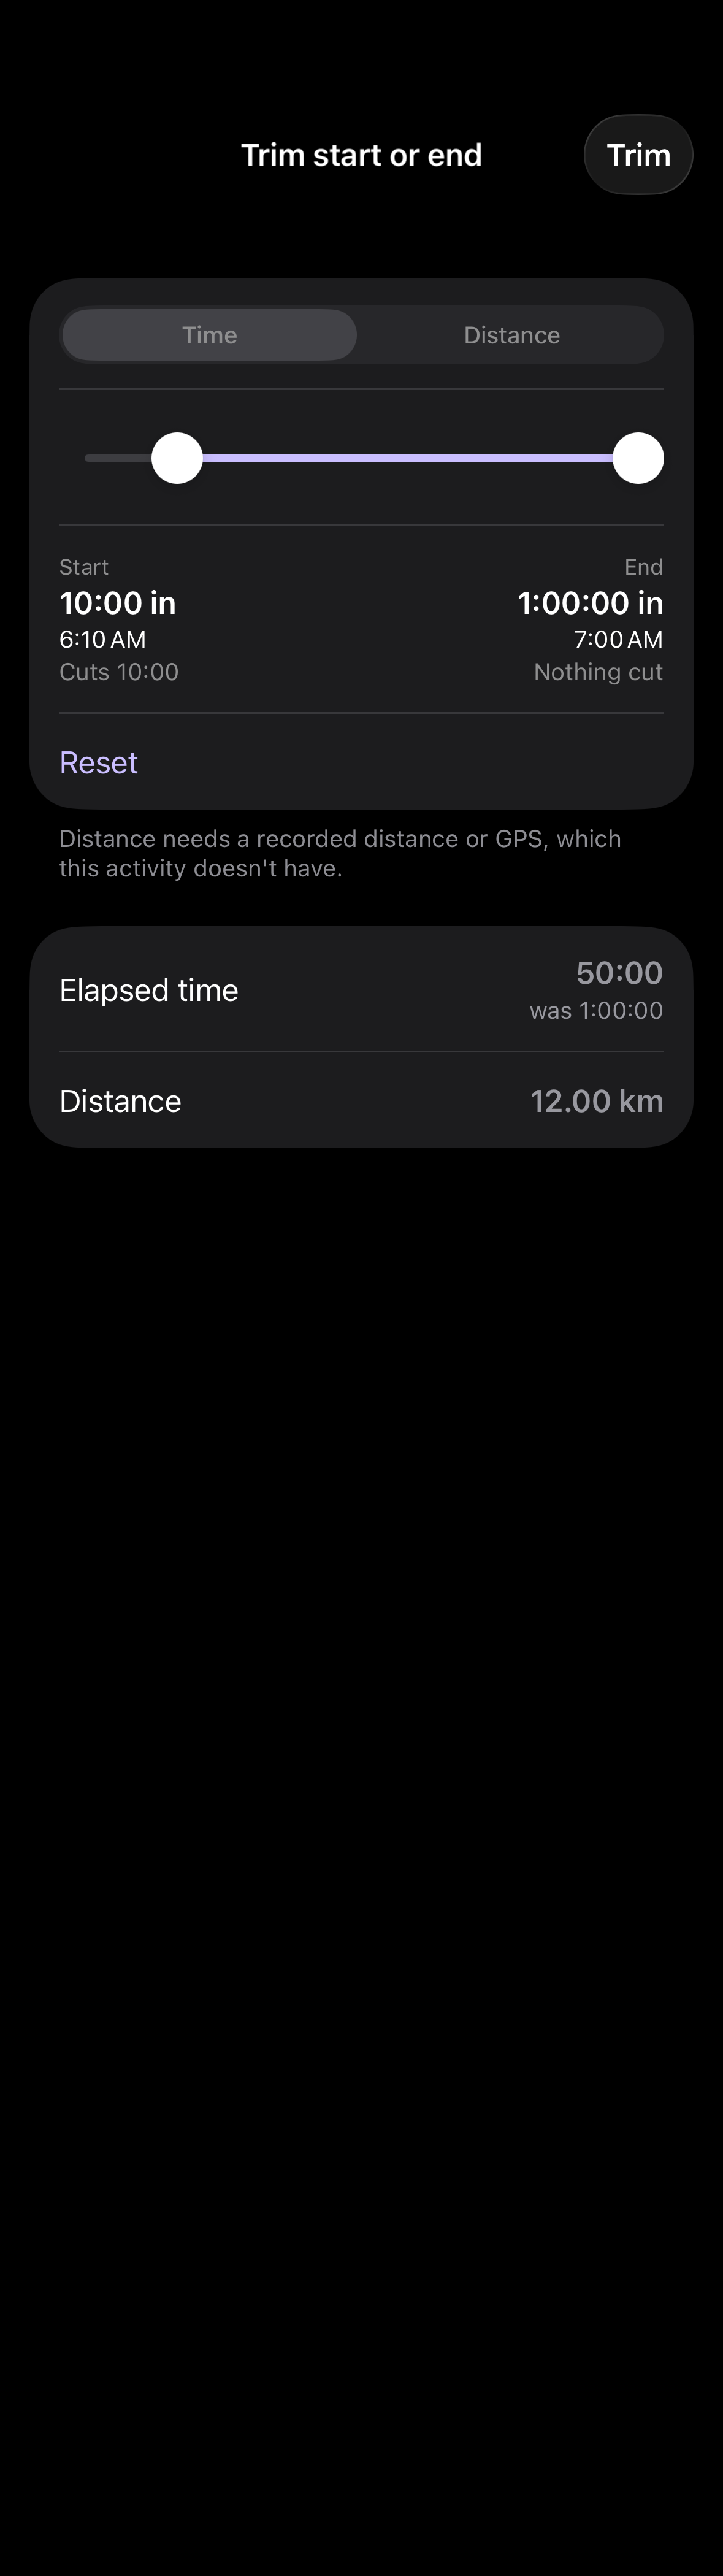 Trim start or end
Trim
Time
Distance
Start
End
10:00 in
1:00:00 in
6:10 AM
7:00 AM
Cuts 10:00
Nothing cut
Reset
Distance needs a recorded distance or GPS, which
this activity doesn't have.
Elapsed time
50:00
was 1:00:00
Distance
12.00 km